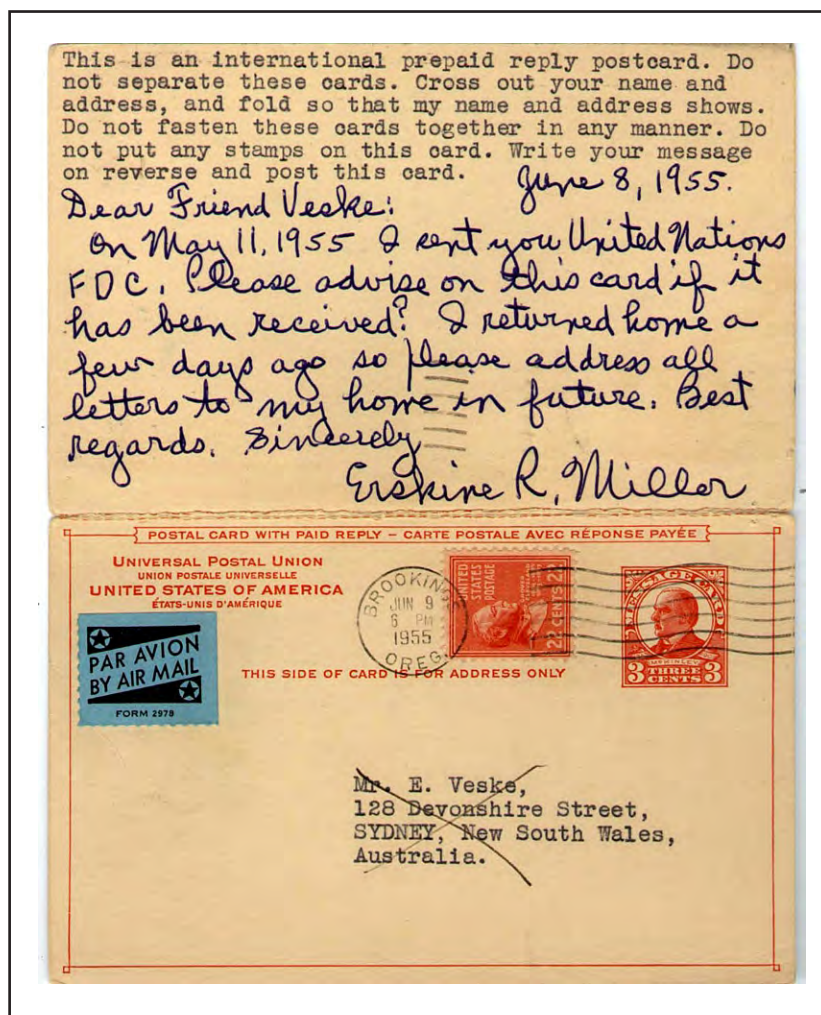 This is an international prepaid reply postcard. Do
not separate these cards. Cross out your name and
address, and fold so that my name and address shows.
Do not fasten these cards together in any manner. Do
not put any stamps on this card. Write your message
on reverse and post this card.
June 8, 1955.
Dear Friend Veske:
On May 11, 1955 I sent you United Nations
FDC. Please advise on this card if it
has been received? I returned home a
few days ago so please address all
letters to my home in future. Best
regards. Sincerely
Erskine R. Miller
POSTAL CARD WITH PAID REPLY – CARTE POSTALE AVEC RÉPONSE PAYÉE
UNIVERSAL POSTAL UNION
UNION POSTALE UNIVERSELLE
UNITED STATES OF AMERICA
ÉTATS-UNIS D'AMÉRIQUE
PAR AVION
BY AIR MAIL
FORM 2978
BROOKINGS
JUN 9
6 PM
1955
OREG.
UNITED
STATES
POSTAGE
22 CENTS 22
MESSAGE CARD
McKINLEY
3 THREE 3
CENTS
THIS SIDE OF CARD IS FOR ADDRESS ONLY
Mr. E. Veske,
128 Devonshire Street,
SYDNEY, New South Wales,
Australia.